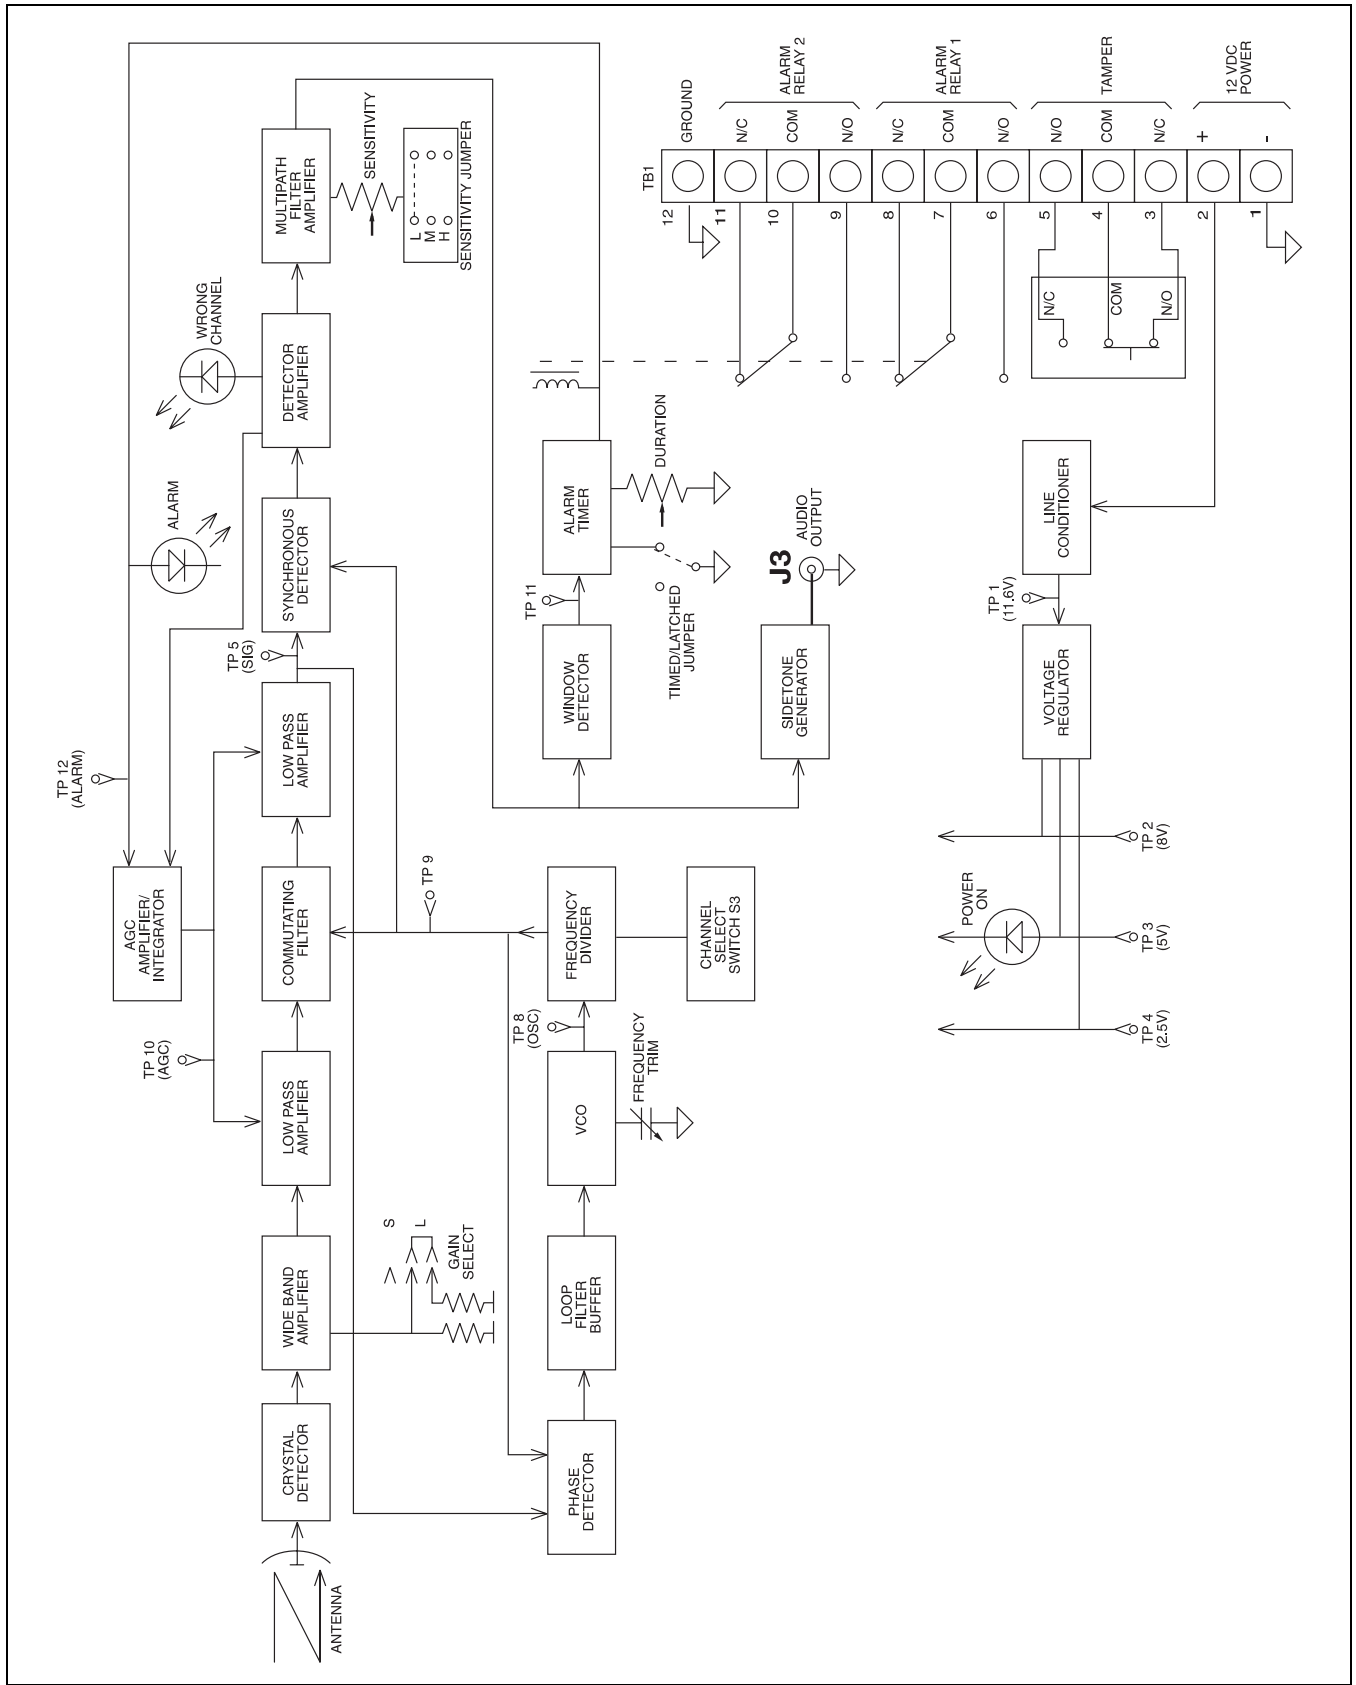 ANTENNA
CRYSTAL
DETECTOR
WIDE BAND
AMPLIFIER
S
L
GAIN
SELECT
LOW PASS
AMPLIFIER
TP 10
(AGC)
AGC
AMPLIFIER/
INTEGRATOR
COMMUTATING
FILTER
TP 9
TP 12
(ALARM)
LOW PASS
AMPLIFIER
TP 5
(SIG)
SYNCHRONOUS
DETECTOR
ALARM
DETECTOR
AMPLIFIER
WRONG
CHANNEL
MULTIPATH
FILTER
AMPLIFIER
SENSITIVITY
L
M
H
SENSITIVITY JUMPER
PHASE
DETECTOR
LOOP
FILTER
BUFFER
VCO
FREQUENCY
TRIM
TP 8
(OSC)
FREQUENCY
DIVIDER
CHANNEL
SELECT
SWITCH S3
WINDOW
DETECTOR
TP 11
ALARM
TIMER
DURATION
TIMED/LATCHED
JUMPER
SIDETONE
GENERATOR
J3
AUDIO
OUTPUT
TB1
12
GROUND
11
N/C
10
COM
9
N/O
ALARM
RELAY 2
8
N/C
7
COM
6
N/O
ALARM
RELAY 1
5
N/O
4
COM
3
N/C
TAMPER
2
+
1
-
12 VDC
POWER
N/C
COM
N/O
LINE
CONDITIONER
TP 1
(11.6V)
VOLTAGE
REGULATOR
TP 2
(8V)
POWER
ON
TP 3
(5V)
TP 4
(2.5V)